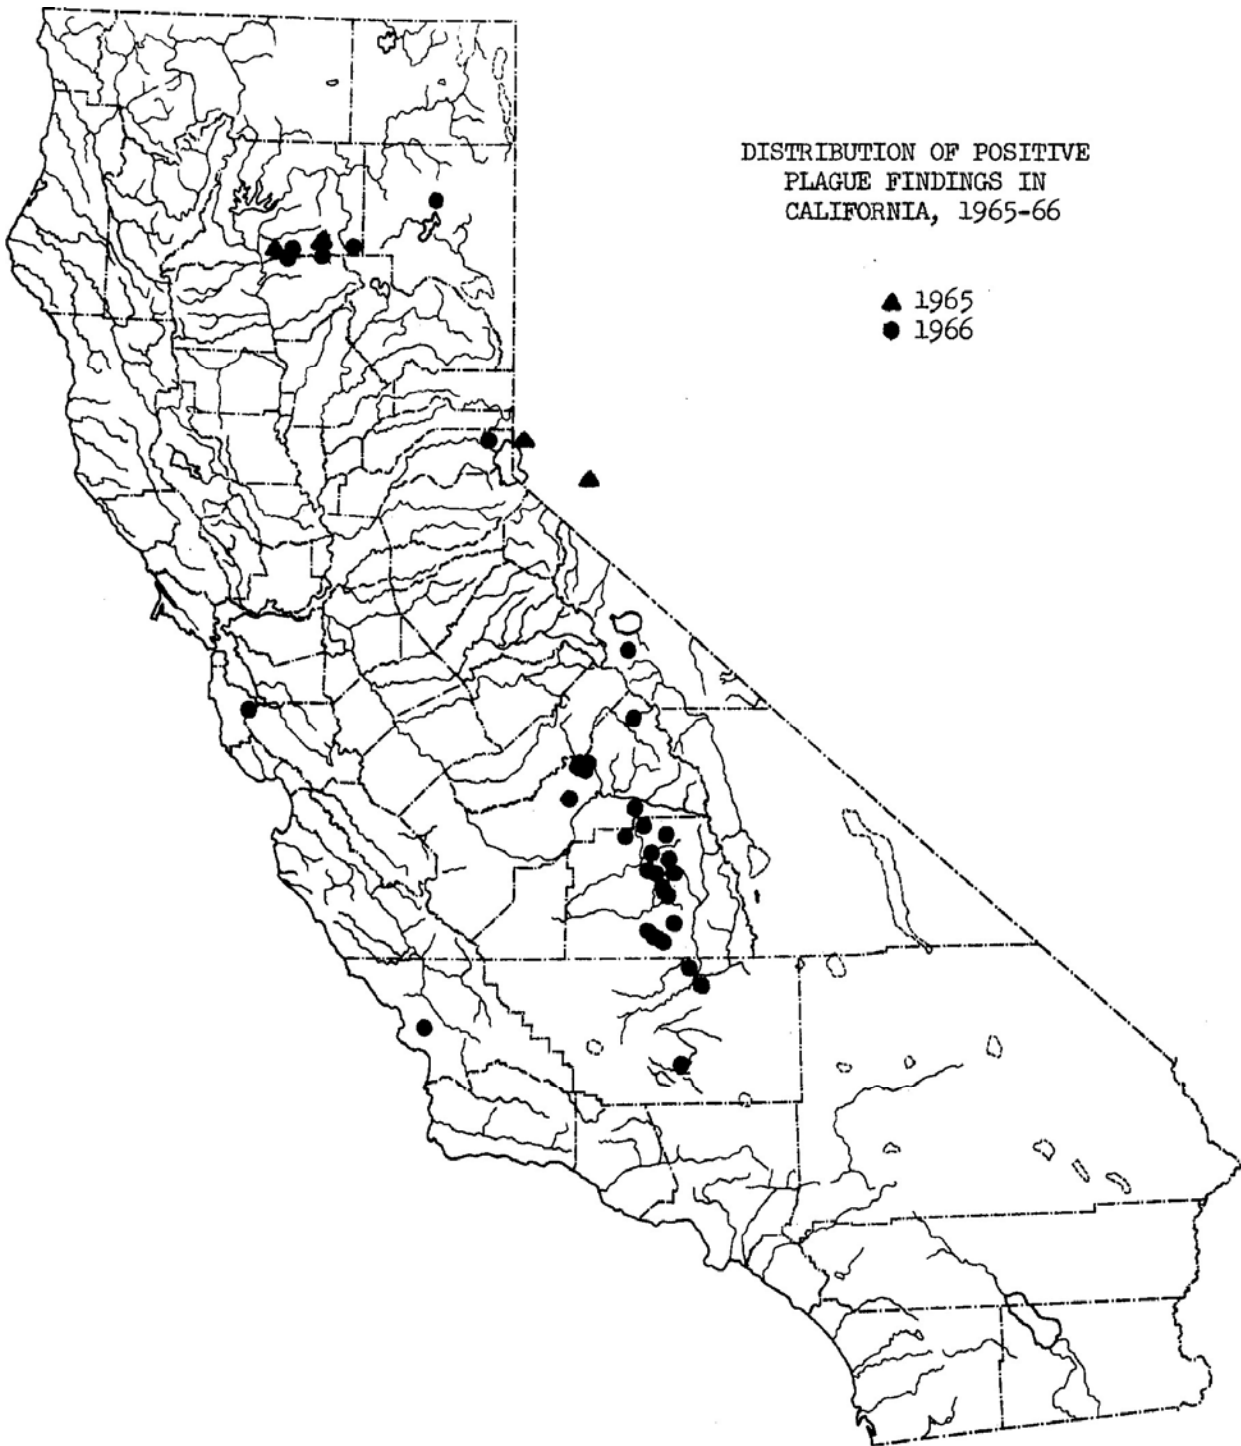 DISTRIBUTION OF POSITIVE
PLAGUE FINDINGS IN
CALIFORNIA, 1965-66
1965
1966